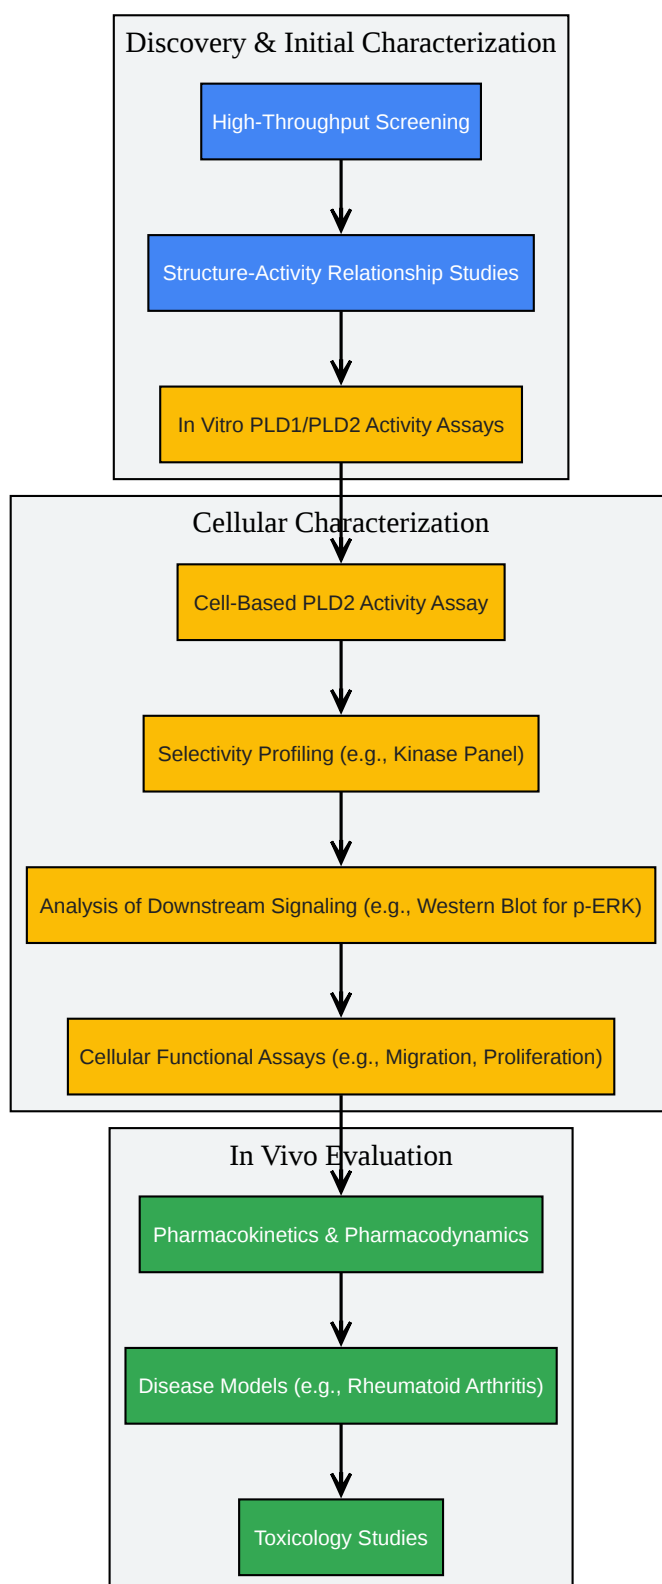 Discovery & Initial Characterization
High-Throughput Screening
Structure-Activity Relationship Studies
In Vitro PLD1/PLD2 Activity Assays
Cellular Characterization
Cell-Based PLD2 Activity Assay
Selectivity Profiling (e.g., Kinase Panel)
Analysis of Downstream Signaling (e.g., Western Blot for p-ERK)
Cellular Functional Assays (e.g., Migration, Proliferation)
In Vivo Evaluation
Pharmacokinetics & Pharmacodynamics
Disease Models (e.g., Rheumatoid Arthritis)
Toxicology Studies